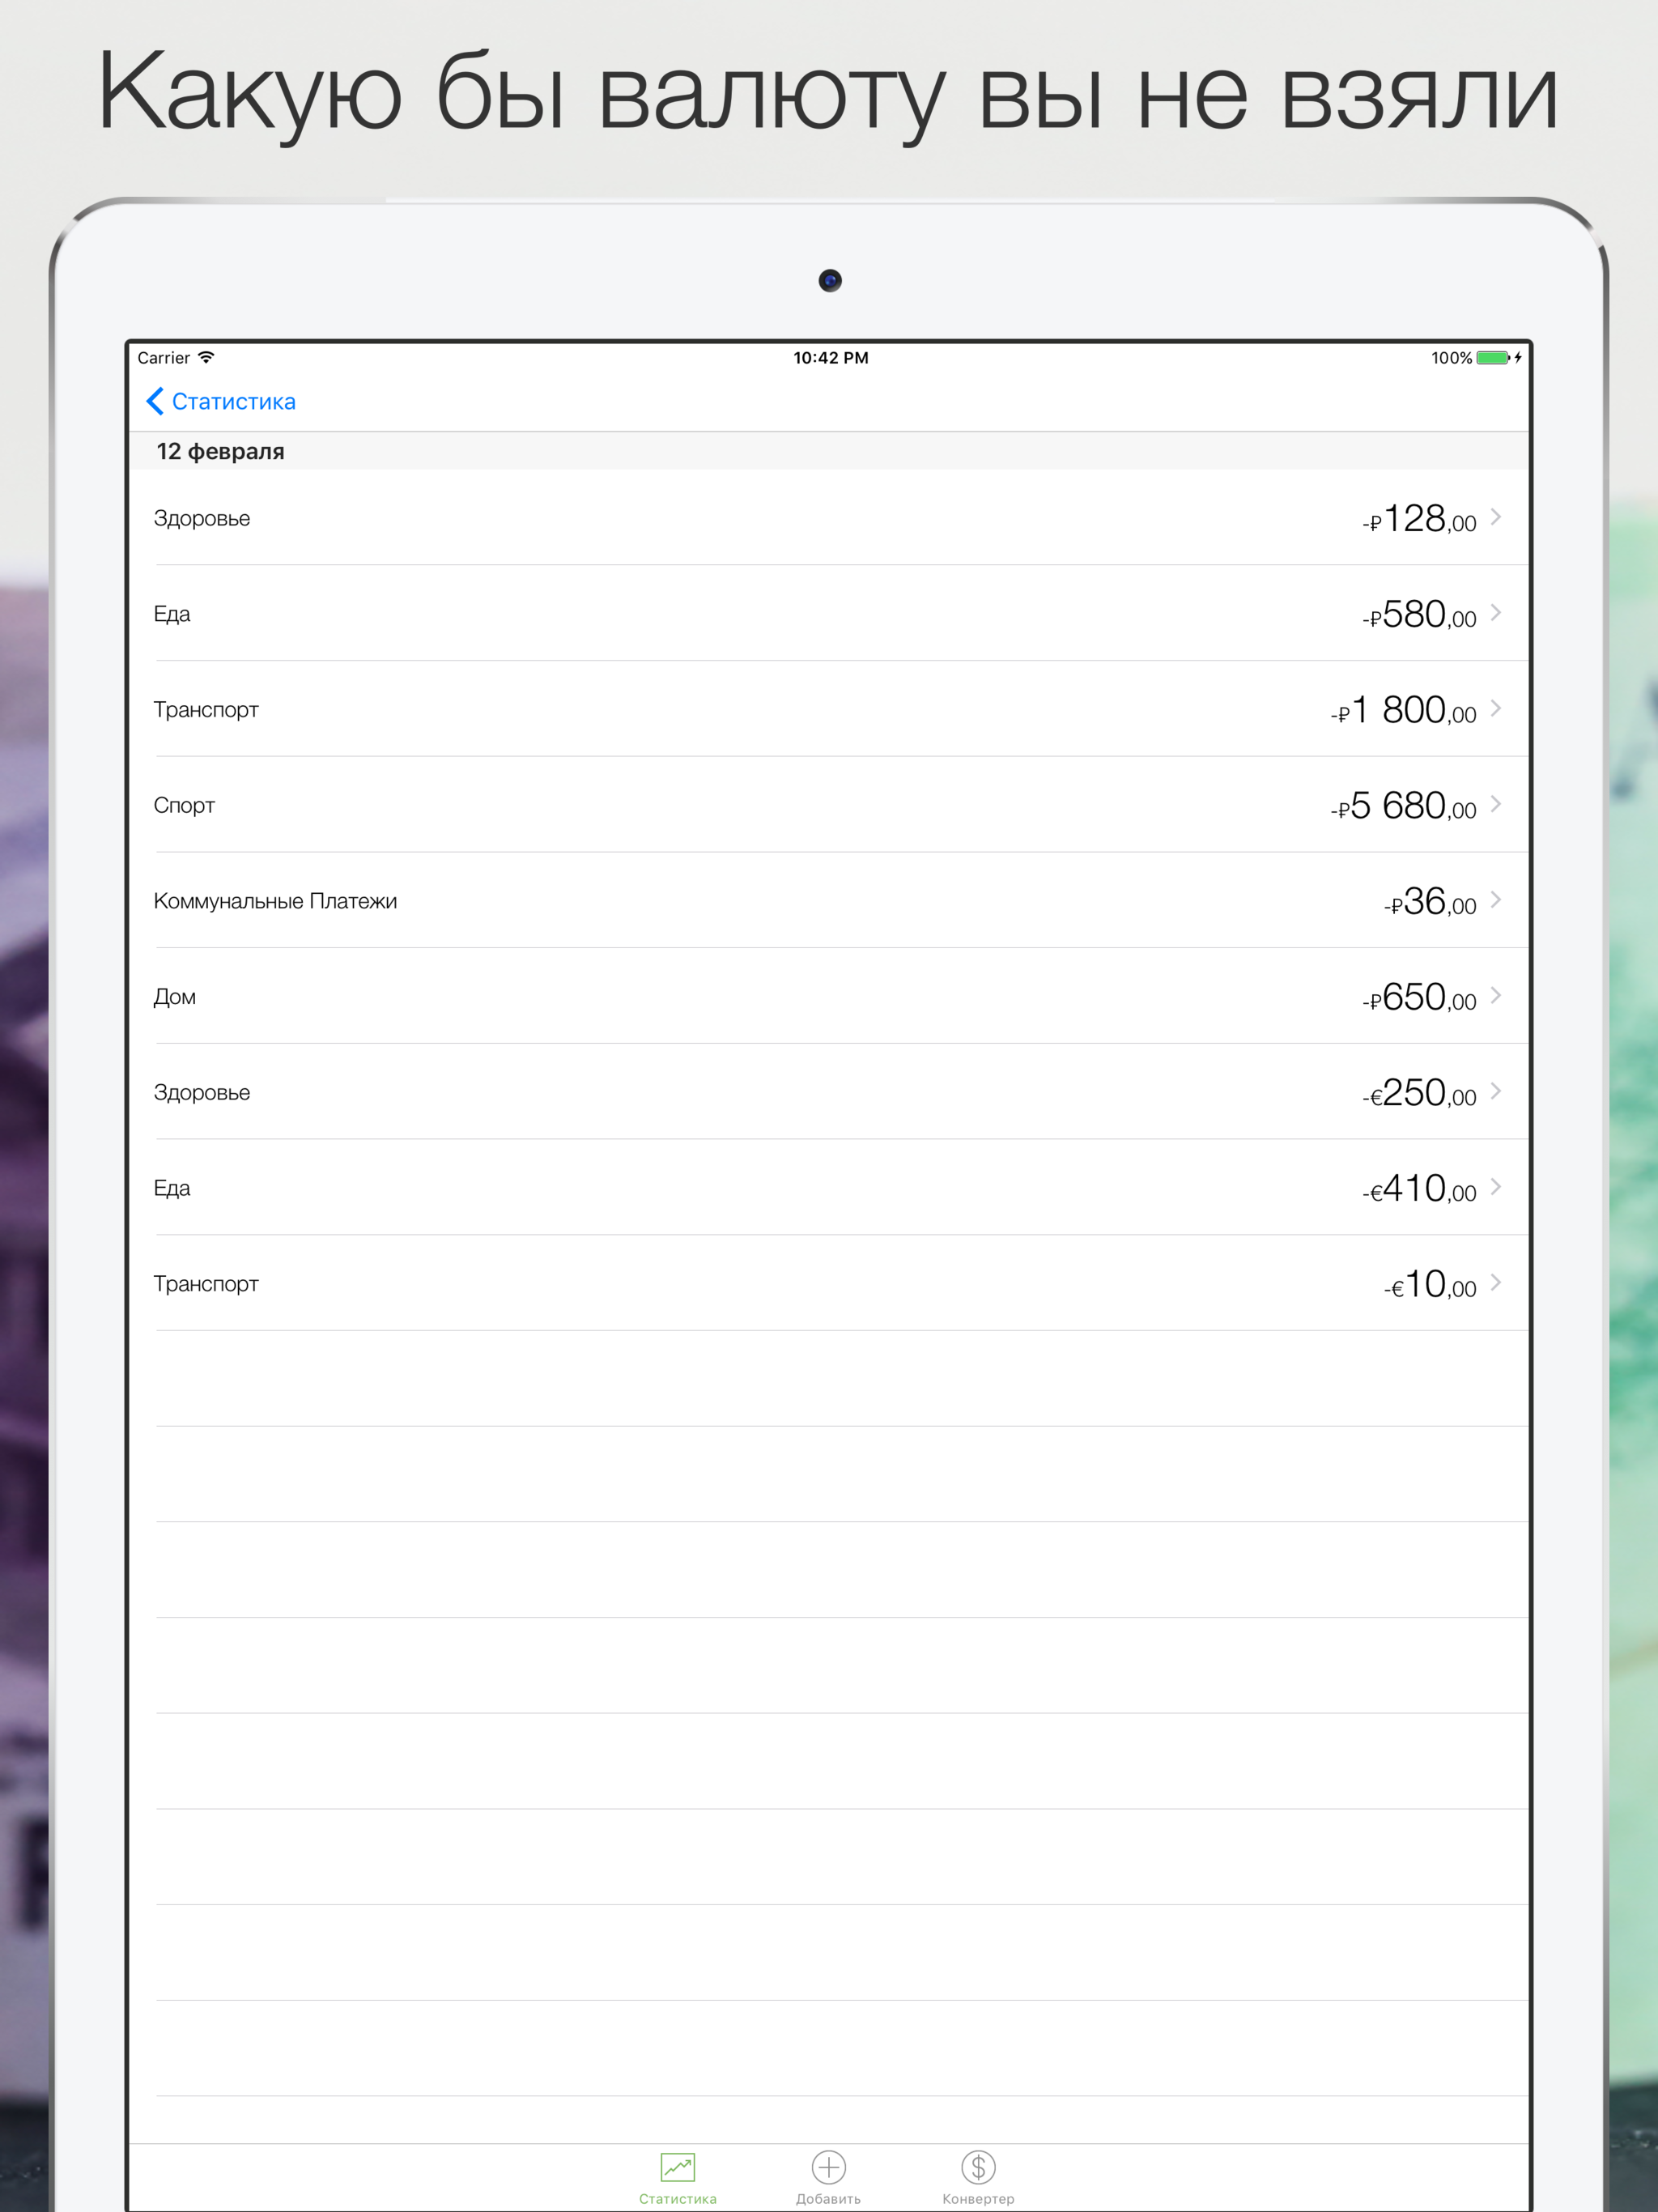 Какую бы валюту вы не взяли
Carrier 10:42 PM 100%
Статистика
12 февраля
Здоровье -₽128,00
Еда -₽580,00
Транспорт -₽1 800,00
Спорт -₽5 680,00
Коммунальные Платежи -₽36,00
Дом -₽650,00
Здоровье -€250,00
Еда -€410,00
Транспорт -€10,00
Статистика Добавить Конвертер